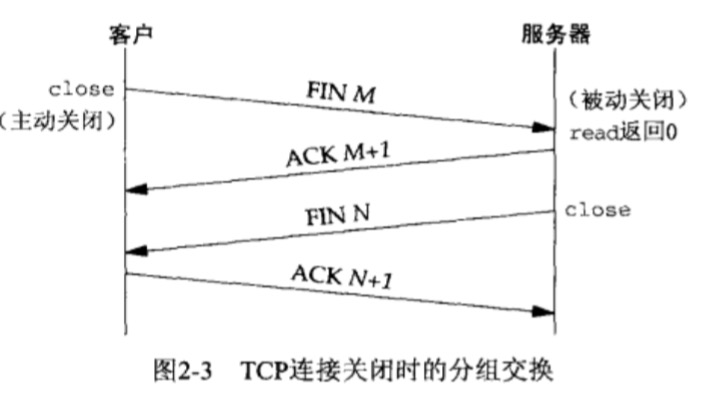 客户 服务器
close FIN M （被动关闭）
（主动关闭） read返回0
ACK M+1
FIN N close
ACK N+1
图2-3 TCP连接关闭时的分组交换